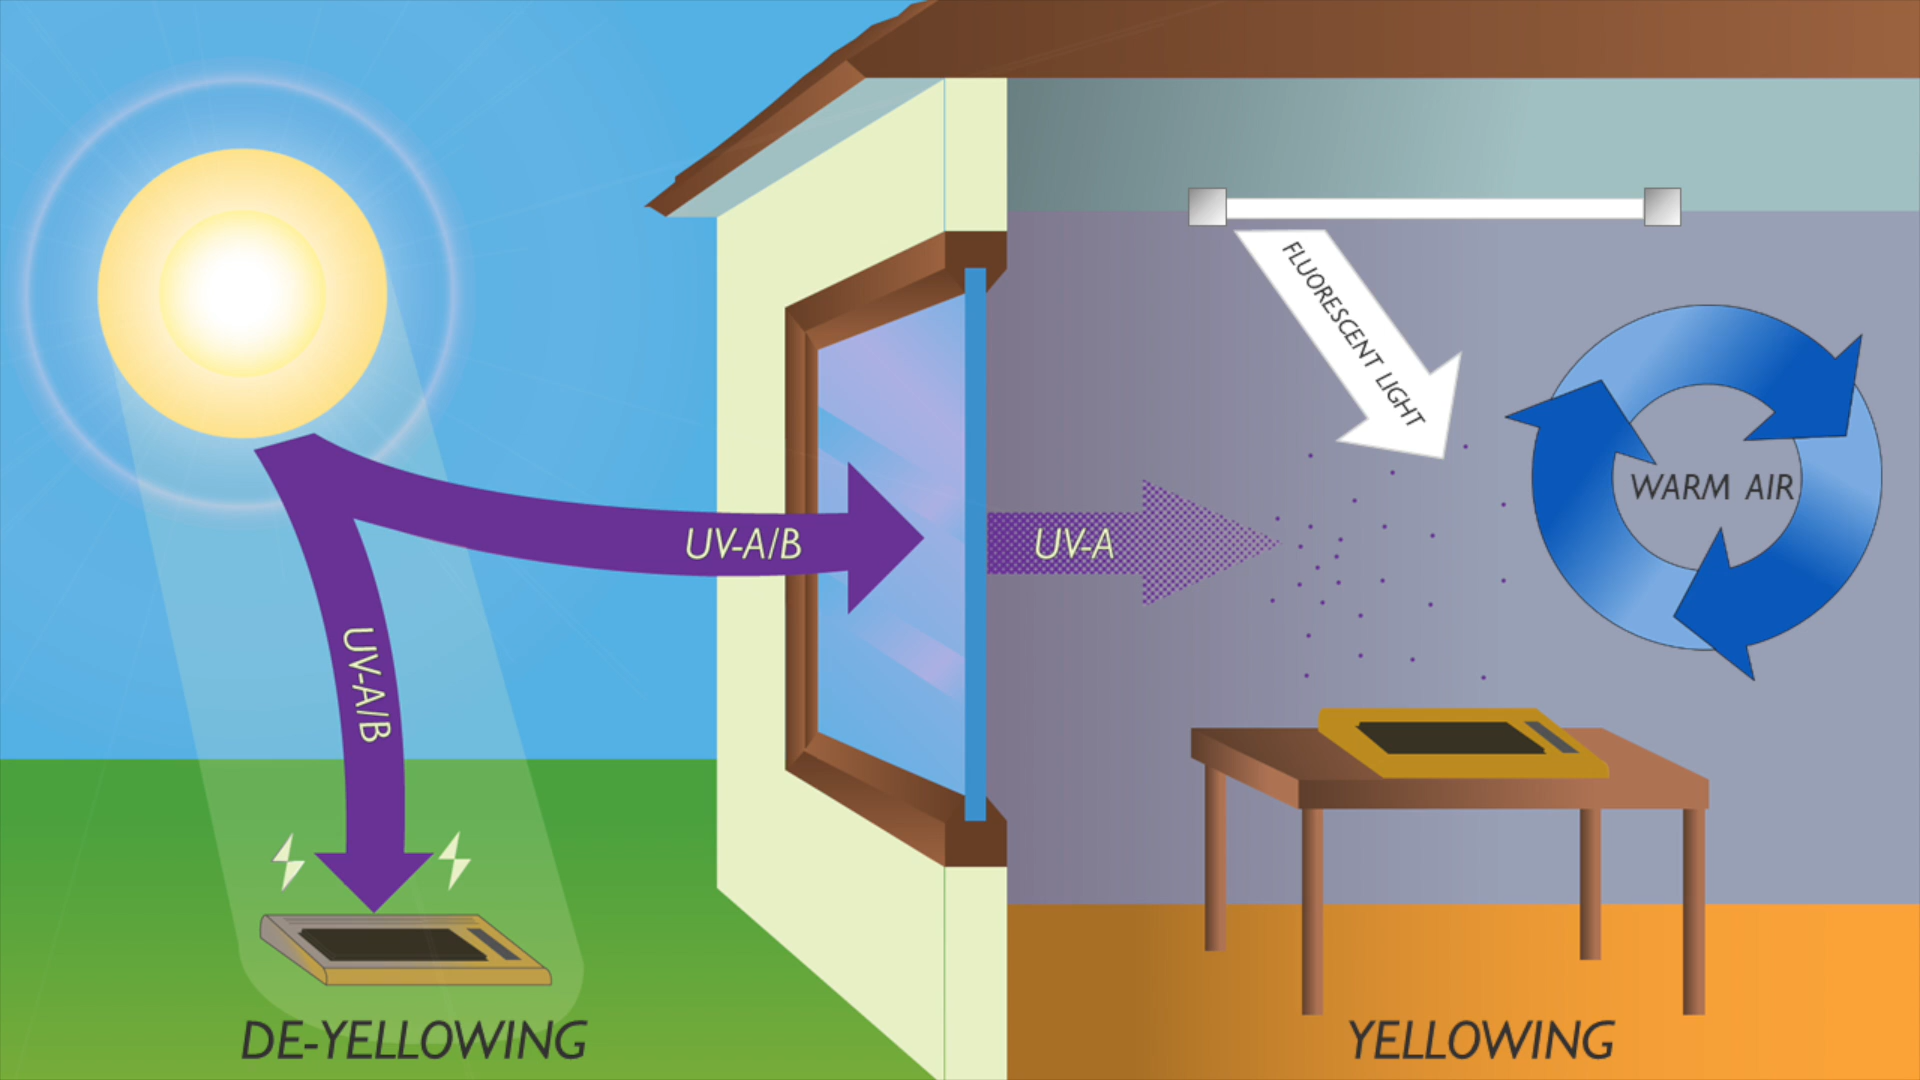 FLUORESCENT LIGHT
WARM AIR
UV-A/B
UV-A
UV-A/B
DE-YELLOWING
YELLOWING